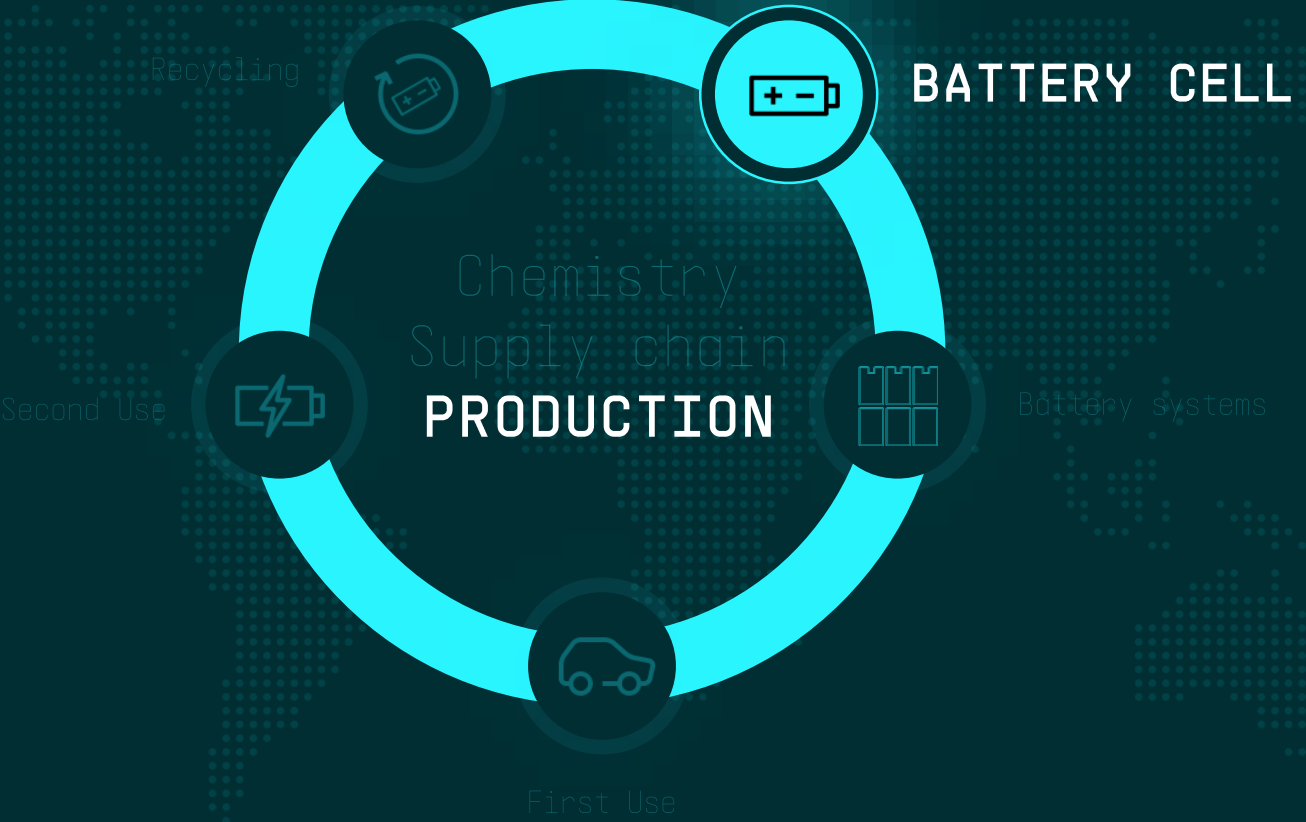 Recycling
BATTERY CELL
Chemistry
Supply chain
PRODUCTION
Second Use
Battery systems
First Use